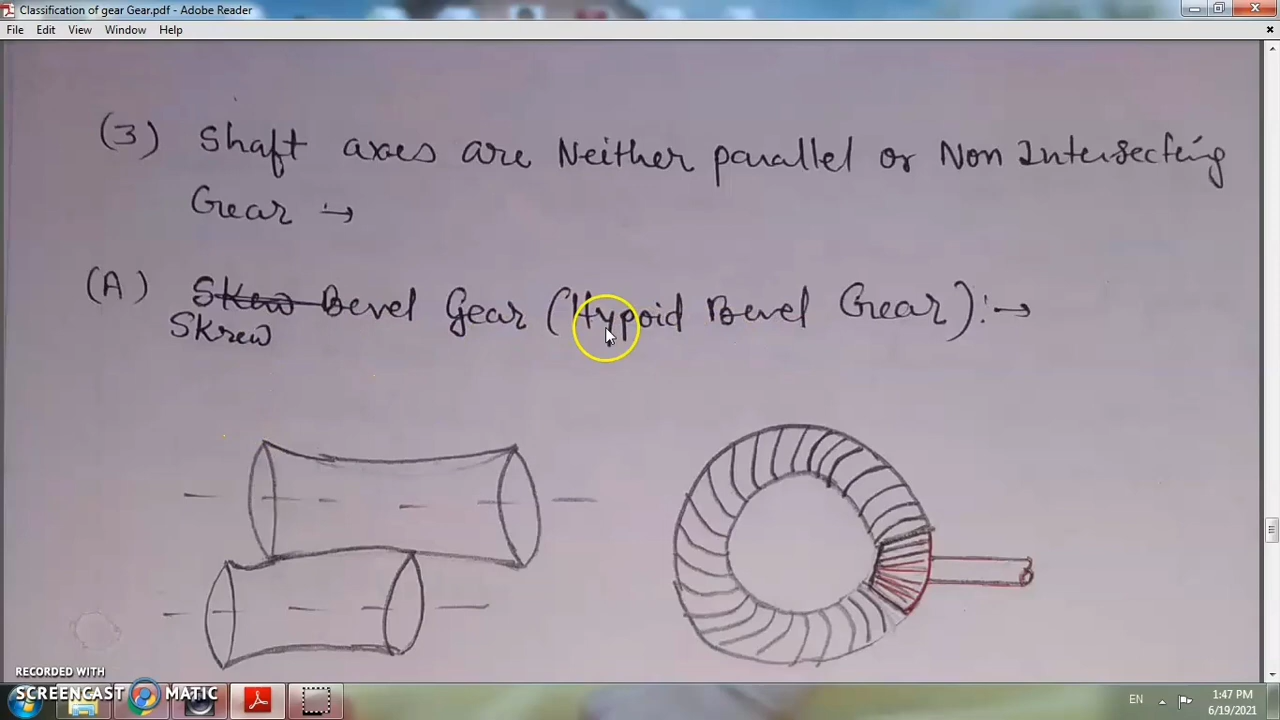 Classification of gear Gear.pdf - Adobe Reader
File Edit View Window Help
(3) Shaft axes are Neither parallel or Non Intersecting
Gear →
(A) Skew Bevel Gear (Hypoid Bevel Gear):→
Skrew
RECORDED WITH
SCREENCAST MATIC
EN
1:47 PM
6/19/2021